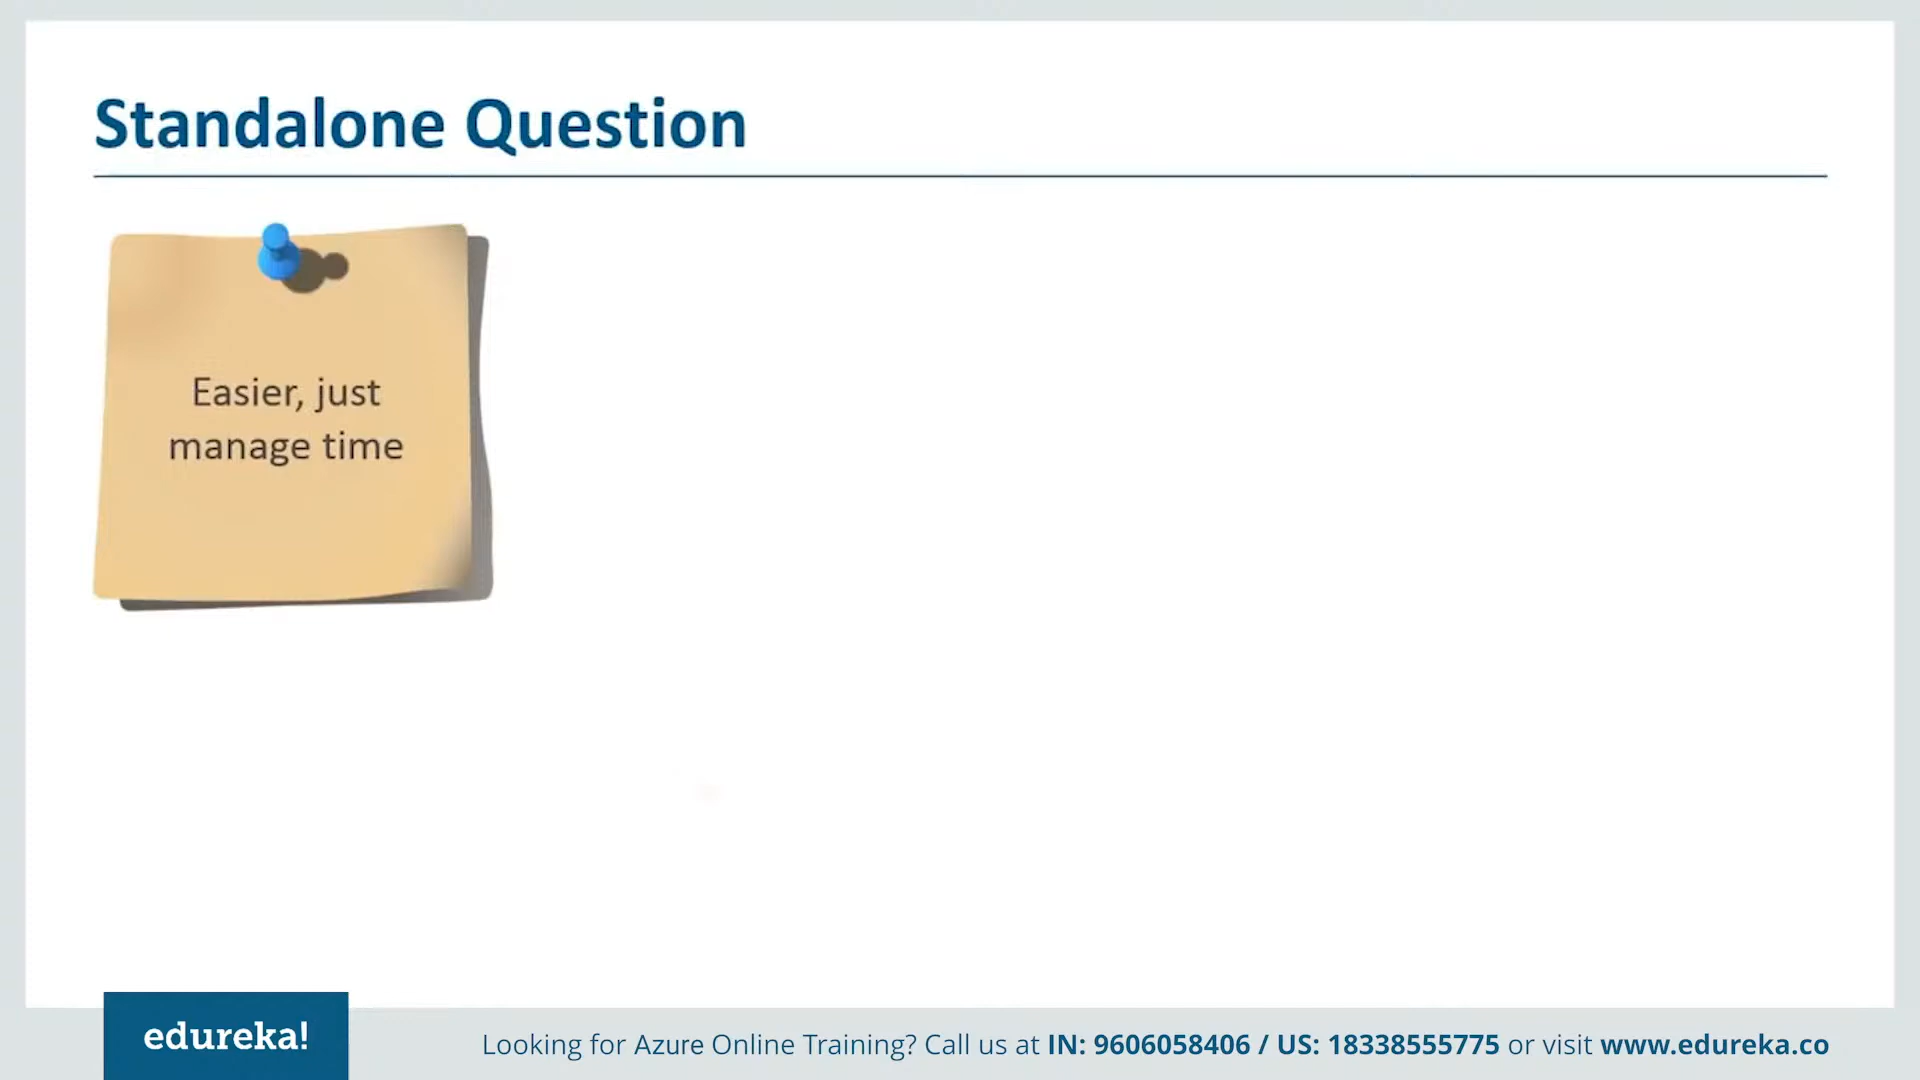 Standalone Question
Easier, just
manage time
edureka!
Looking for Azure Online Training? Call us at IN: 9606058406 / US: 18338555775 or visit www.edureka.co